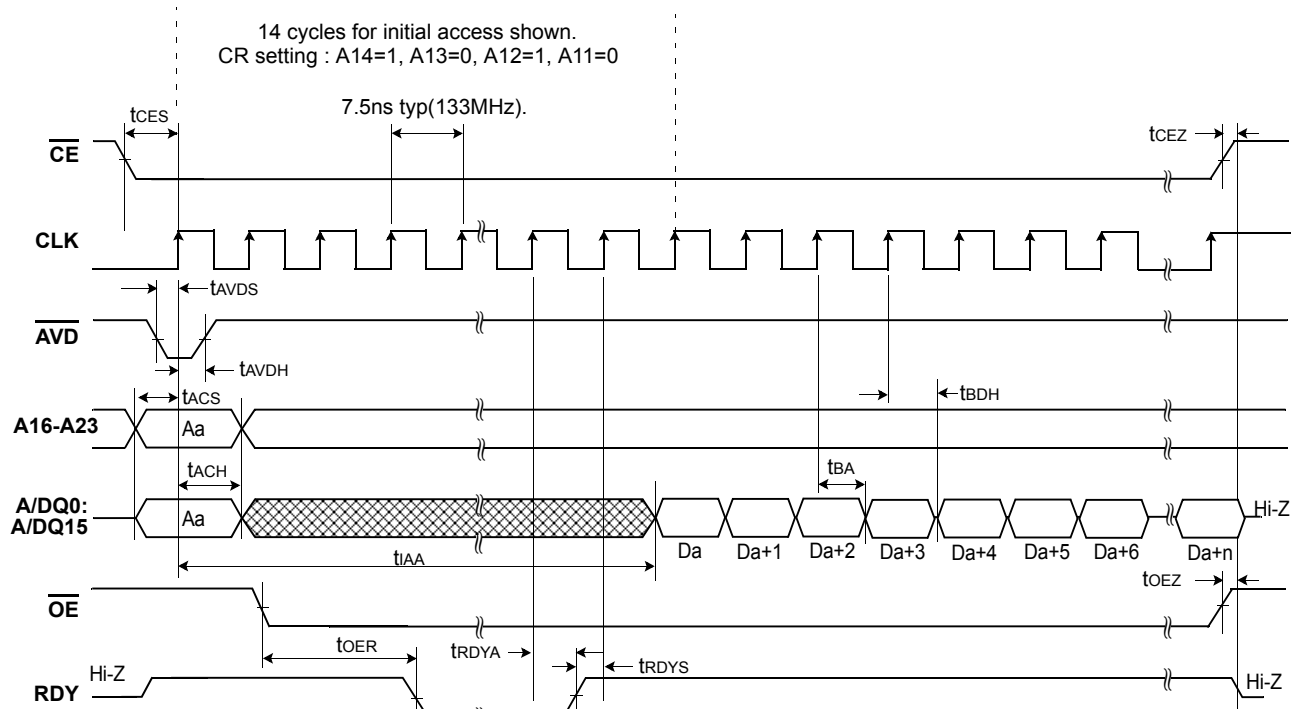 14 cycles for initial access shown.
CR setting : A14=1, A13=0, A12=1, A11=0
7.5ns typ(133MHz).
tCES
tCEZ
CE
CLK
tAVDS
AVD
tAVDH
tACS
tBDH
A16-A23
Aa
tACH
tBA
A/DQ0:
A/DQ15
Aa
Hi-Z
Da Da+1 Da+2 Da+3 Da+4 Da+5 Da+6 Da+n
tIAA
tOEZ
OE
tOER
tRDYA
tRDYS
Hi-Z
RDY
Hi-Z